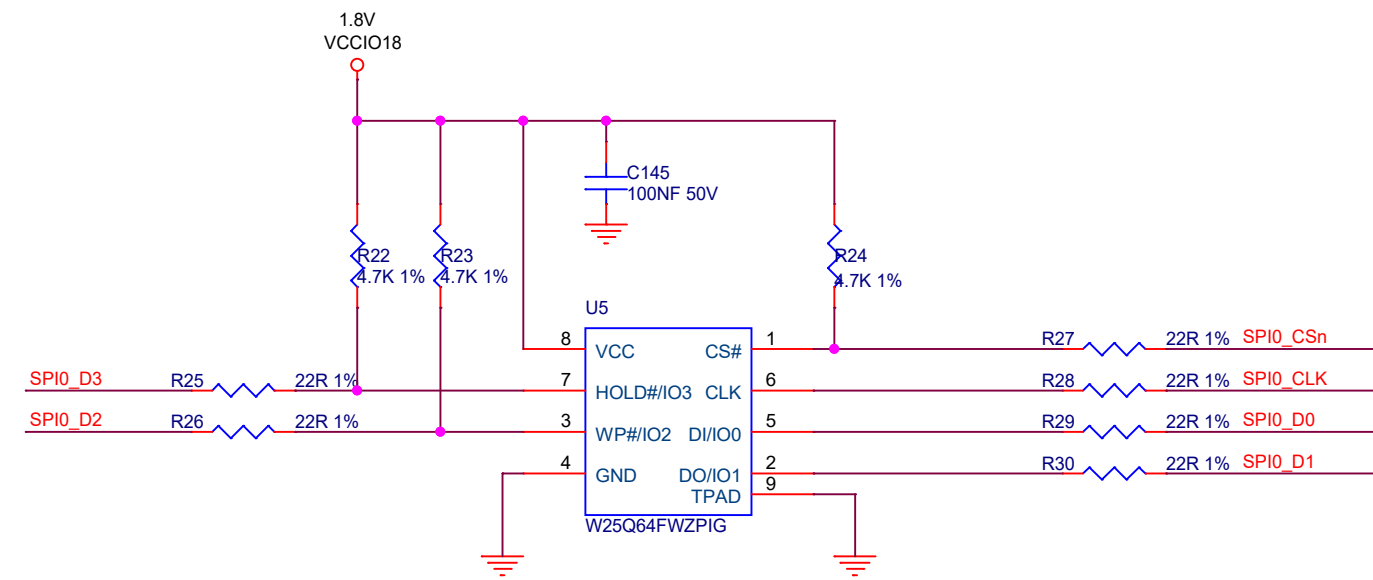 1.8V
VCCIO18
C145
100NF 50V
R22
4.7K 1%
R23
4.7K 1%
R24
4.7K 1%
U5
8 VCC CS# 1 R27 22R 1% SPI0_CSn
SPI0_D3 R25 22R 1% 7 HOLD#/IO3 CLK 6 R28 22R 1% SPI0_CLK
SPI0_D2 R26 22R 1% 3 WP#/IO2 DI/IO0 5 R29 22R 1% SPI0_D0
4 GND DO/IO1 2 R30 22R 1% SPI0_D1
TPAD 9
W25Q64FWZPIG